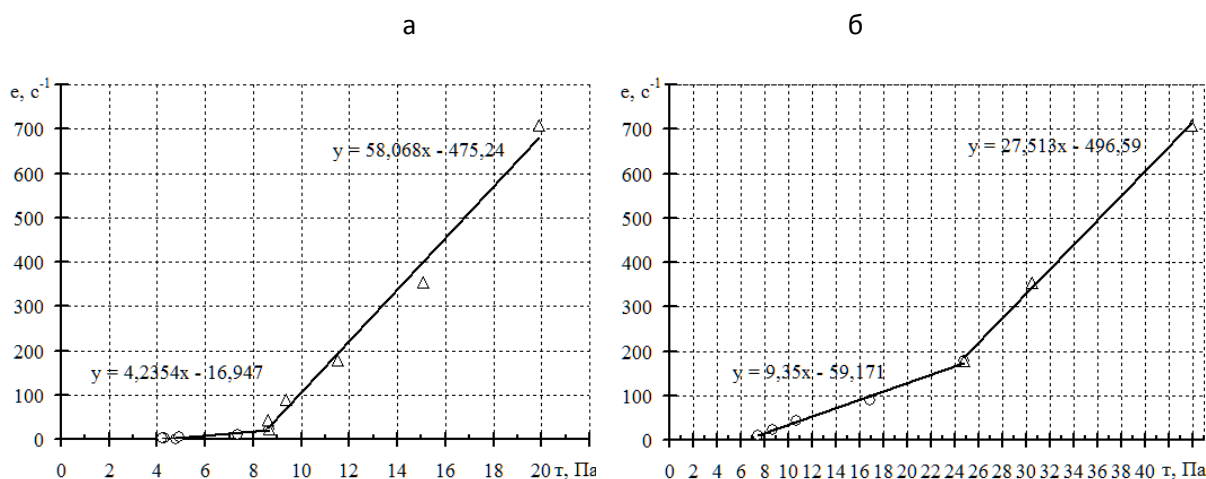 а
б
e, с⁻¹
700
600
500
400
300
200
100
0
y = 58,068x - 475,24
y = 4,2354x - 16,947
0 2 4 6 8 10 12 14 16 18 20 τ, Па
e, с⁻¹
700
600
500
400
300
200
100
0
y = 27,513x - 496,59
y = 9,35x - 59,171
0 2 4 6 8 10 12 14 16 18 20 22 24 26 28 30 32 34 36 38 40 τ, Па